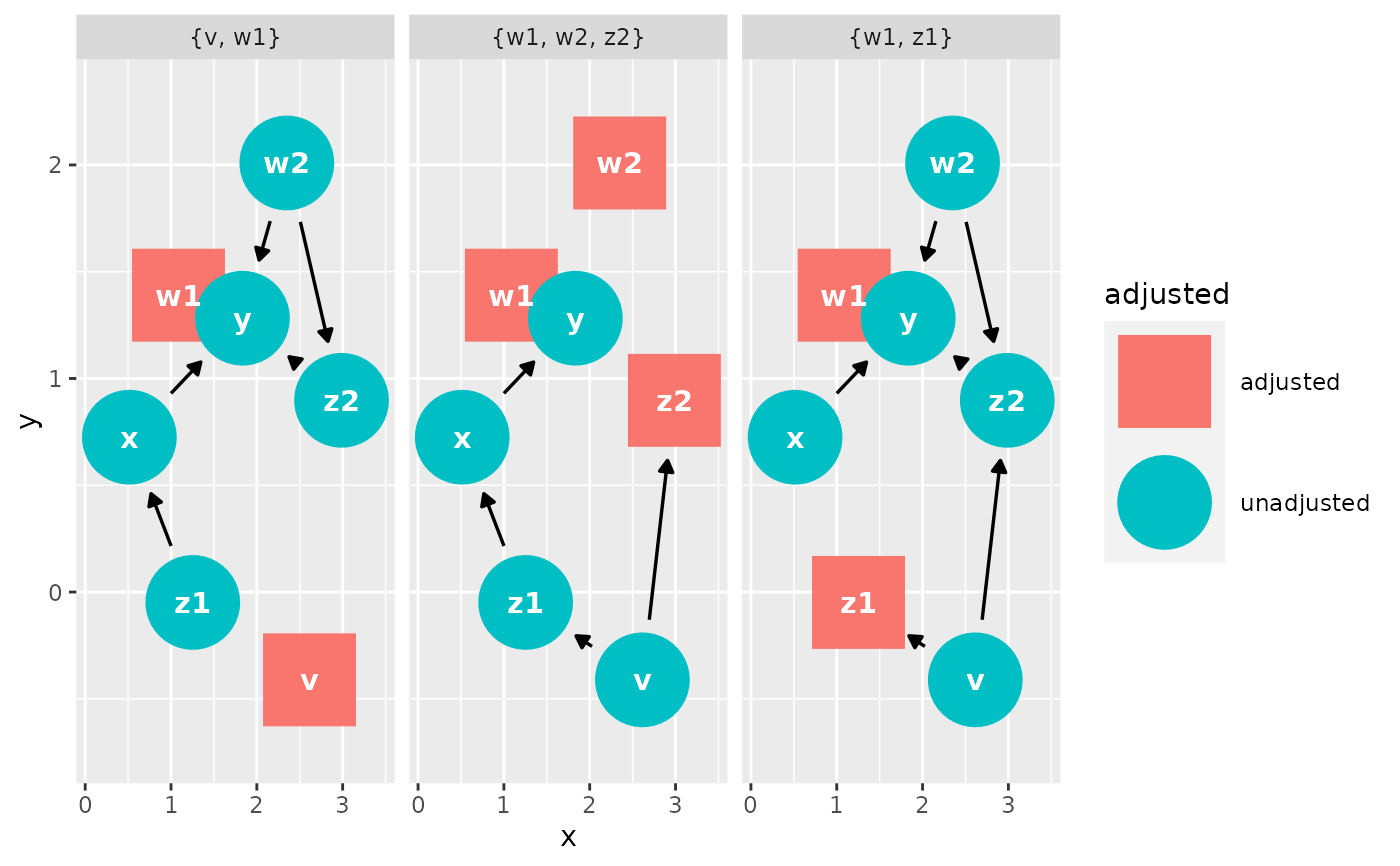 {v, w1}
{w1, w2, z2}
{w1, z1}
w2
w1
y
x
z2
z1
v
w2
w1
y
x
z2
z1
v
w2
w1
y
x
z2
z1
v
2
1
0
y
0 1 2 3
0 1 2 3
0 1 2 3
x
adjusted
adjusted
unadjusted